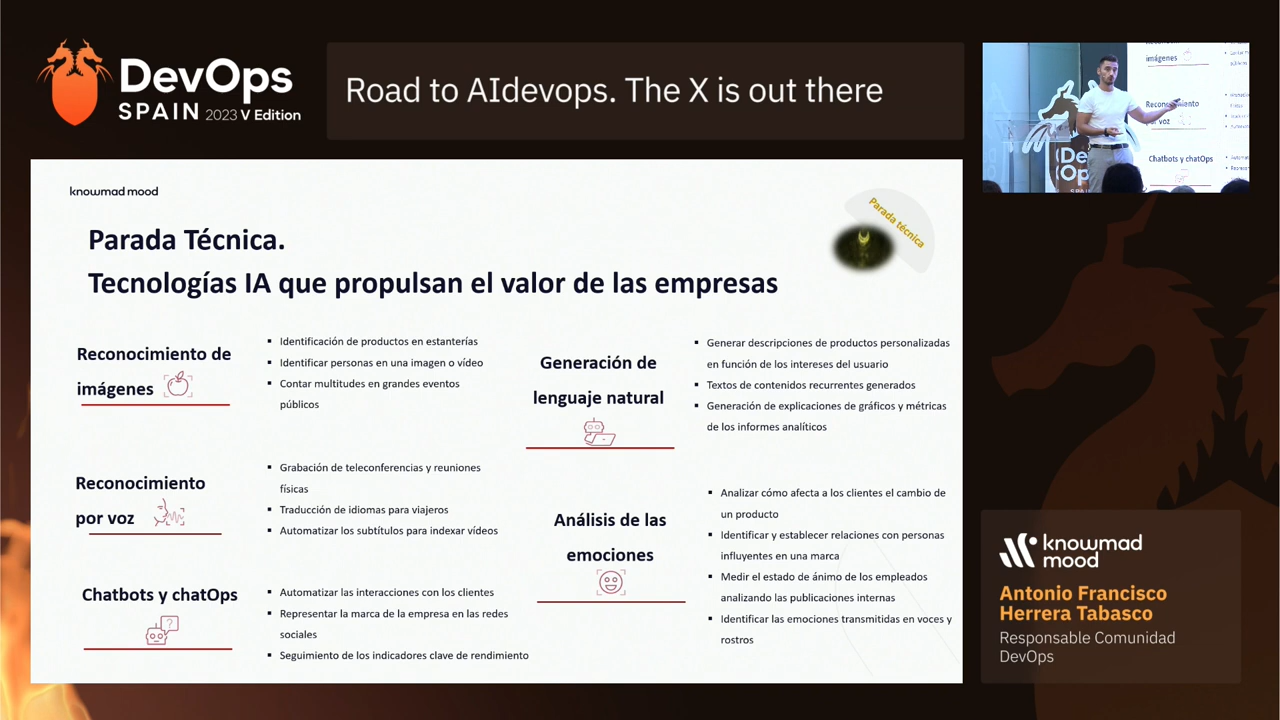 DevOps
SPAIN 2023 V Edition
Road to AIdevops. The X is out there
imágenes
Reconocimiento
por voz
Chatbots y chatOps
De
Op
SPA
knowmad mood
Parada técnica
Parada Técnica.
Tecnologías IA que propulsan el valor de las empresas
Reconocimiento de
imágenes
▪ Identificación de productos en estanterías
▪ Identificar personas en una imagen o vídeo
▪ Contar multitudes en grandes eventos
públicos
Reconocimiento
por voz
▪ Grabación de teleconferencias y reuniones
físicas
▪ Traducción de idiomas para viajeros
▪ Automatizar los subtítulos para indexar vídeos
Chatbots y chatOps
?
▪ Automatizar las interacciones con los clientes
▪ Representar la marca de la empresa en las redes
sociales
▪ Seguimiento de los indicadores clave de rendimiento
Generación de
lenguaje natural
▪ Generar descripciones de productos personalizadas
en función de los intereses del usuario
▪ Textos de contenidos recurrentes generados
▪ Generación de explicaciones de gráficos y métricas
de los informes analíticos
Análisis de las
emociones
▪ Analizar cómo afecta a los clientes el cambio de
un producto
▪ Identificar y establecer relaciones con personas
influyentes en una marca
▪ Medir el estado de ánimo de los empleados
analizando las publicaciones internas
▪ Identificar las emociones transmitidas en voces y
rostros
knowmad
mood
Antonio Francisco
Herrera Tabasco
Responsable Comunidad
DevOps